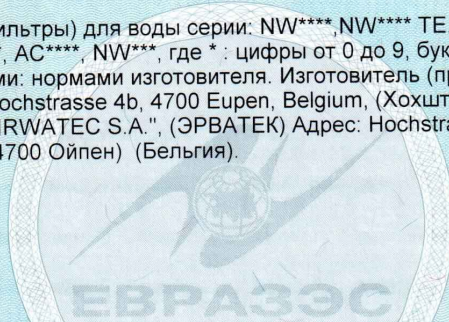 ильтры) для воды серии: NW****,NW**** TE
*, AC****, NW***, где * : цифры от 0 до 9, бук
ми: нормами изготовителя. Изготовитель (пр
ochstrasse 4b, 4700 Eupen, Belgium, (Хохшт
IRWATEC S.A.", (ЭРВАТЕК) Адрес: Hochstra
4700 Ойпен) (Бельгия).
ЕВРАЗЭС